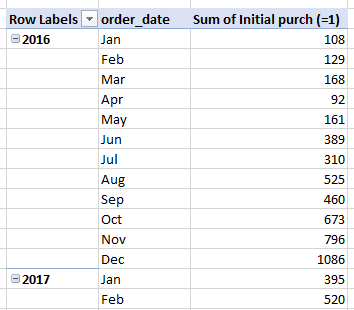 Row Labels order_date Sum of Initial purch (=1)
2016 Jan 108
Feb 129
Mar 168
Apr 92
May 161
Jun 389
Jul 310
Aug 525
Sep 460
Oct 673
Nov 796
Dec 1086
2017 Jan 395
Feb 520